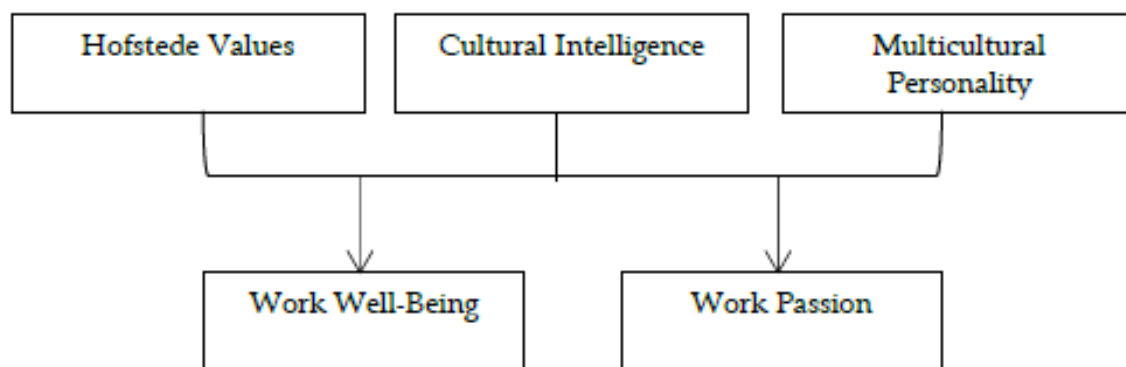 Hofstede Values
Cultural Intelligence
Multicultural
Personality
Work Well-Being
Work Passion